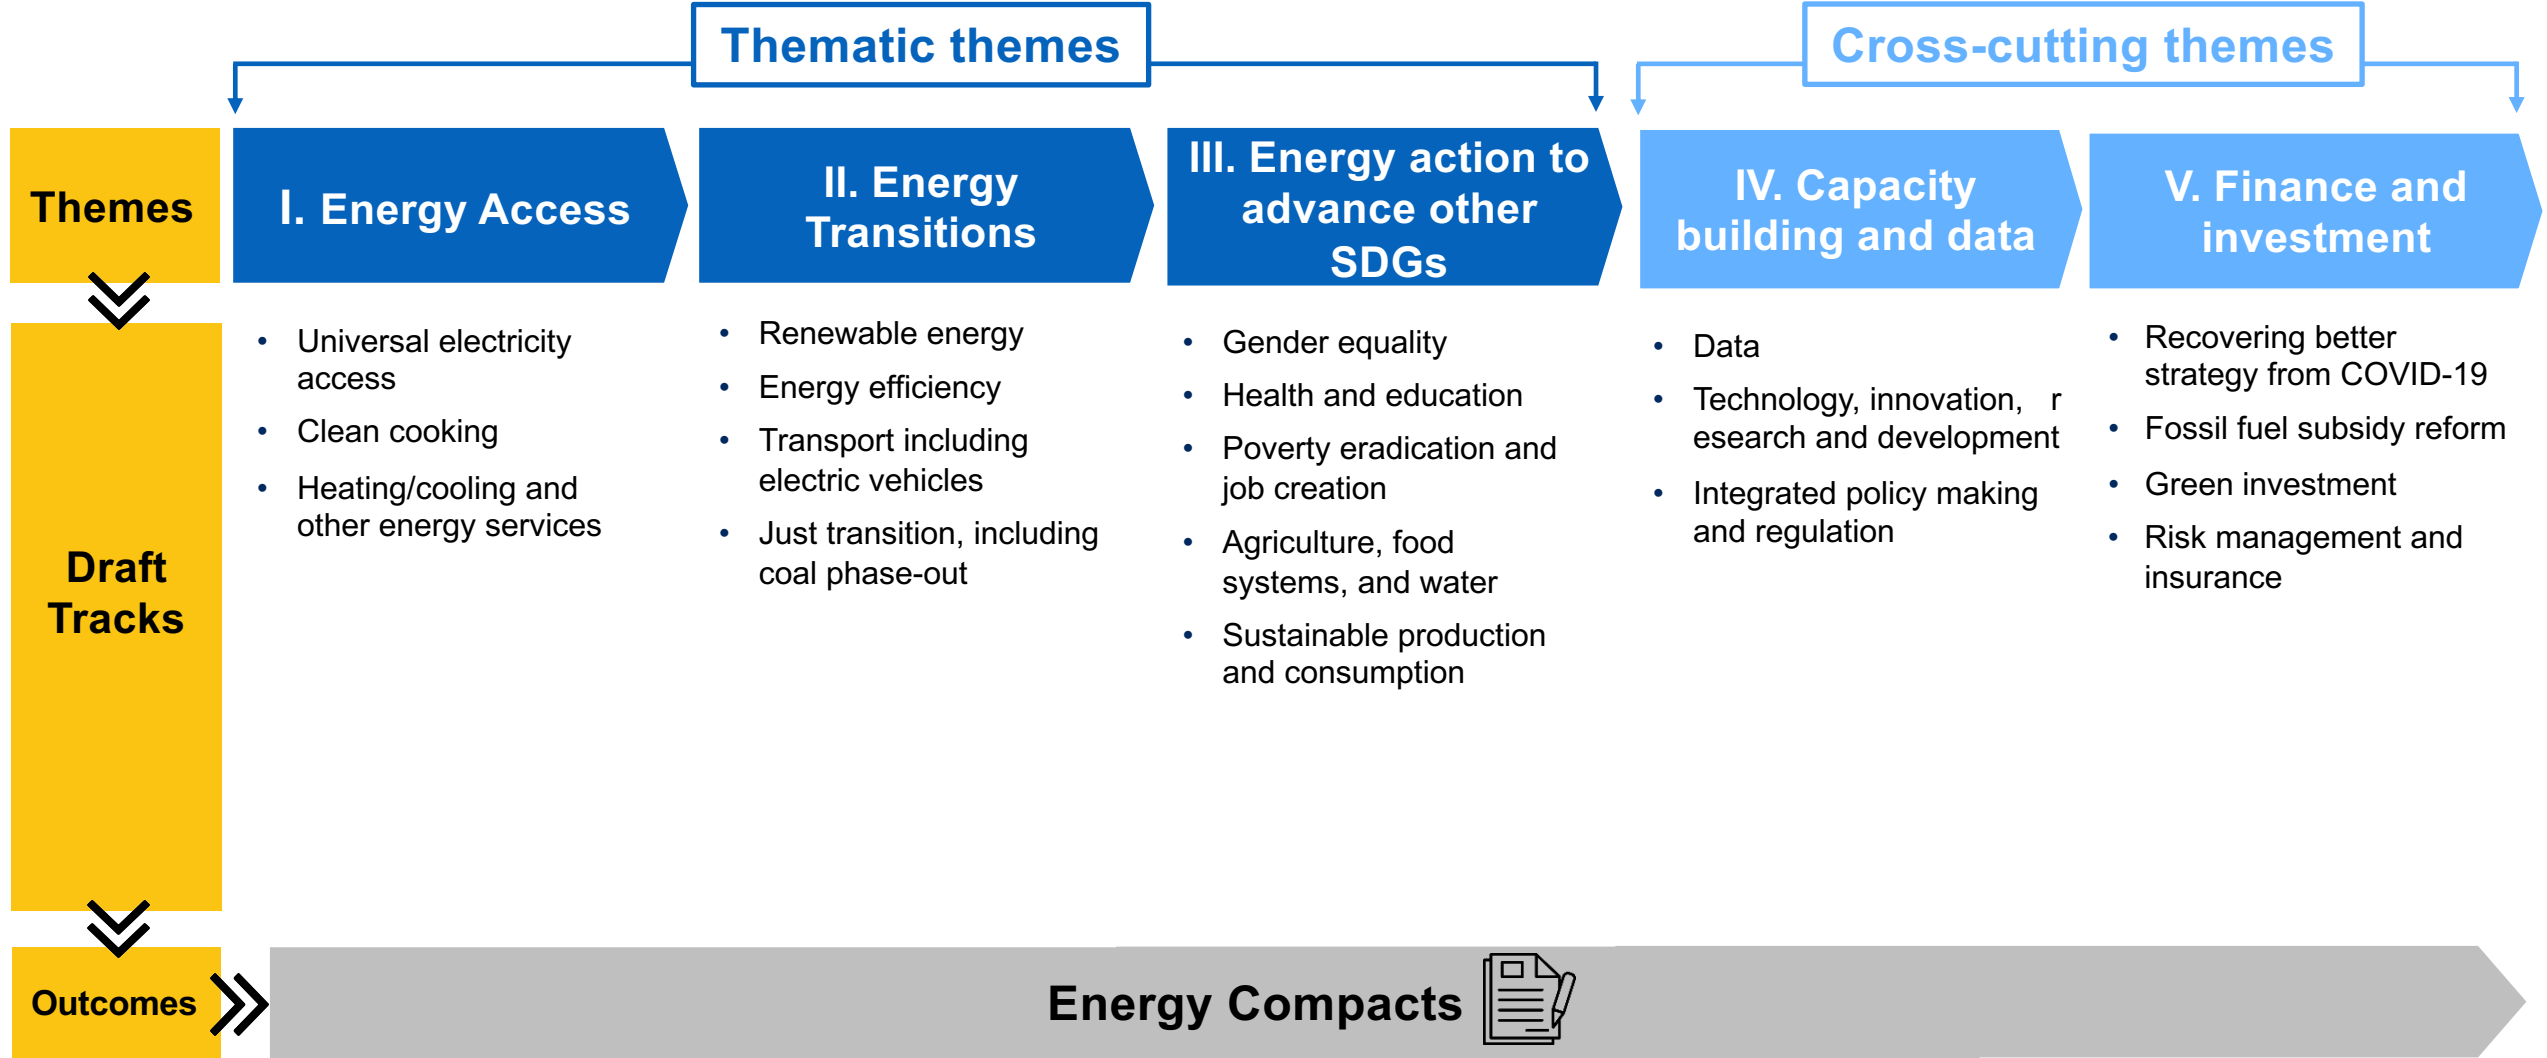 Thematic themes
Cross-cutting themes
Themes
I. Energy Access
II. Energy
Transitions
III. Energy action to
advance other
SDGs
IV. Capacity
building and data
V. Finance and
investment
Draft
Tracks
• Universal electricity
access
• Clean cooking
• Heating/cooling and
other energy services
• Renewable energy
• Energy efficiency
• Transport including
electric vehicles
• Just transition, including
coal phase-out
• Gender equality
• Health and education
• Poverty eradication and
job creation
• Agriculture, food
systems, and water
• Sustainable production
and consumption
• Data
• Technology, innovation, r
esearch and development
• Integrated policy making
and regulation
• Recovering better
strategy from COVID-19
• Fossil fuel subsidy reform
• Green investment
• Risk management and
insurance
Outcomes
Energy Compacts